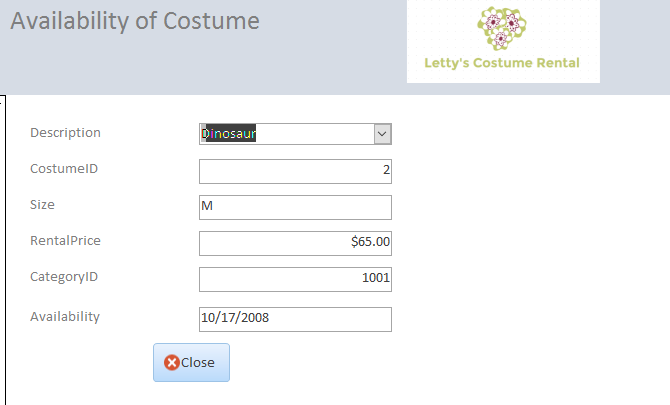 Availability of Costume
Letty's Costume Rental
Description Dinosaur
CostumeID 2
Size M
RentalPrice $65.00
CategoryID 1001
Availability 10/17/2008
Close